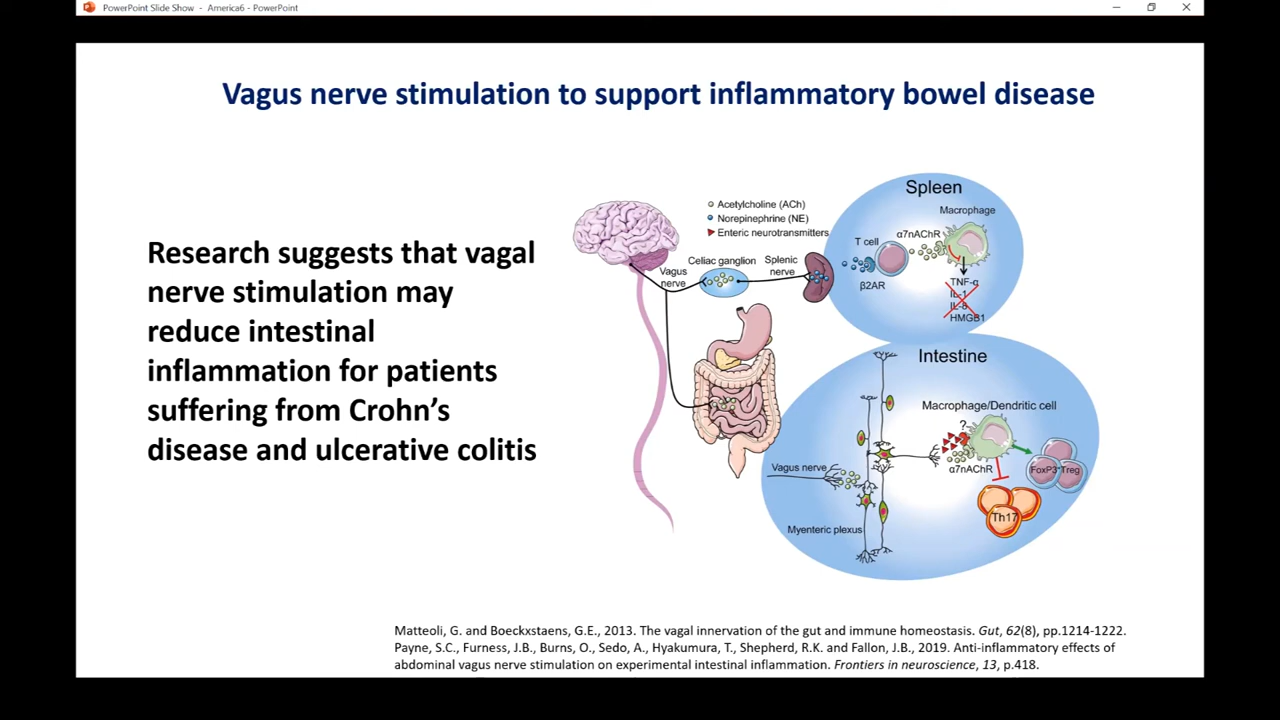 PowerPoint Slide Show - America6 - PowerPoint
Vagus nerve stimulation to support inflammatory bowel disease
Research suggests that vagal
nerve stimulation may
reduce intestinal
inflammation for patients
suffering from Crohn’s
disease and ulcerative colitis
Acetylcholine (ACh)
Norepinephrine (NE)
Enteric neurotransmitters
Vagus
nerve
Celiac ganglion
Splenic
nerve
Spleen
Macrophage
α7nAChR
T cell
β2AR
TNF-α
IL-1
IL-6
HMGB1
Intestine
Macrophage/Dendritic cell
?
α7nAChR
FoxP3⁺Treg
Th17
Vagus nerve
Myenteric plexus
Matteoli, G. and Boeckxstaens, G.E., 2013. The vagal innervation of the gut and immune homeostasis. Gut, 62(8), pp.1214-1222.
Payne, S.C., Furness, J.B., Burns, O., Sedo, A., Hyakumura, T., Shepherd, R.K. and Fallon, J.B., 2019. Anti-inflammatory effects of
abdominal vagus nerve stimulation on experimental intestinal inflammation. Frontiers in neuroscience, 13, p.418.